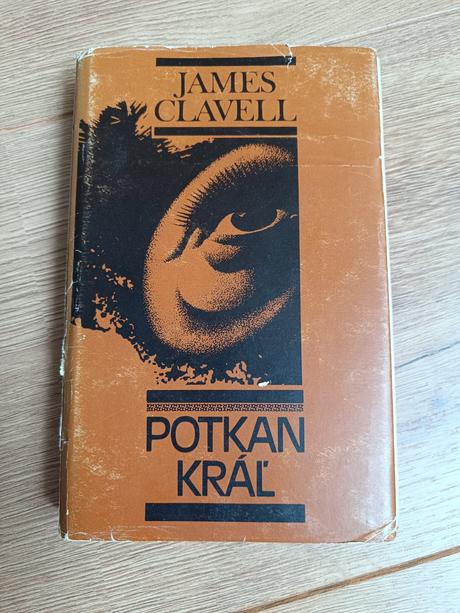 JAMES
CLAVELL
POTKAN
KRÁĽ